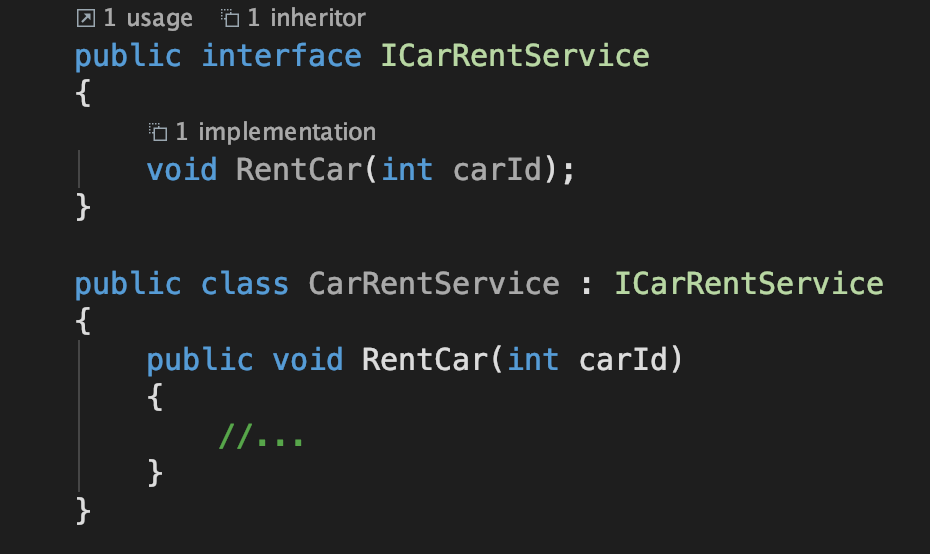 1 usage 1 inheritor
public interface ICarRentService
{
1 implementation
void RentCar(int carId);
}
public class CarRentService : ICarRentService
{
public void RentCar(int carId)
{
//...
}
}